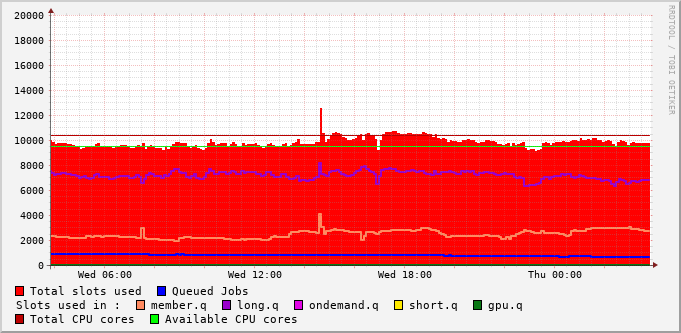 20000
18000
16000
14000
12000
10000
8000
6000
4000
2000
0
Wed 06:00 Wed 12:00 Wed 18:00 Thu 00:00
RRDTOOL / TOBI OETIKER
Total slots used Queued Jobs
Slots used in : member.q long.q ondemand.q short.q gpu.q
Total CPU cores Available CPU cores